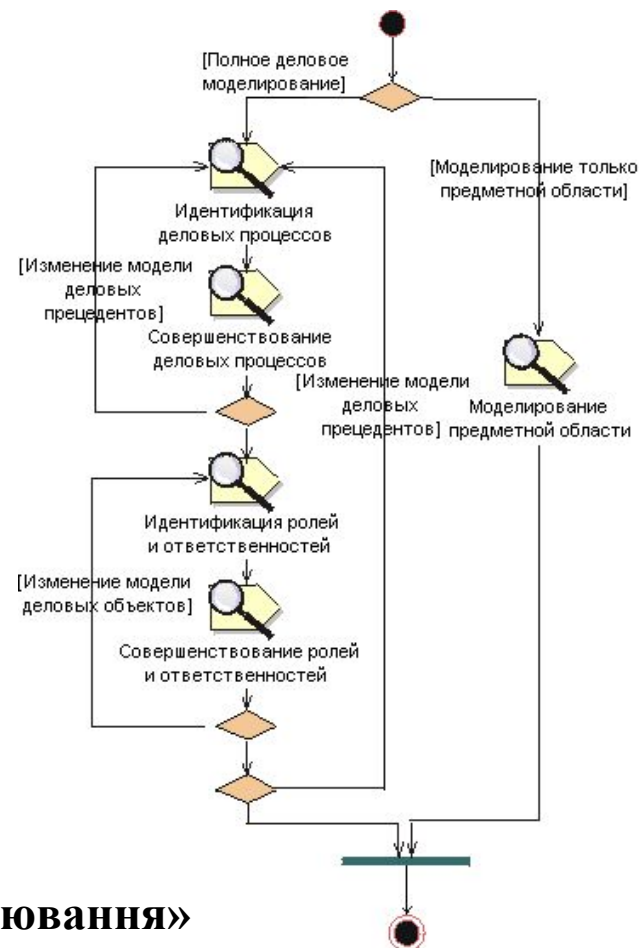 [Полное деловое
моделирование]
[Моделирование только
предметной области]
Идентификация
деловых процессов
[Изменение модели
деловых
прецедентов]
Совершенствование
деловых процессов
[Изменение модели
деловых
прецедентов]
Моделирование
предметной области
Идентификация ролей
и ответственностей
[Изменение модели
деловых объектов]
Совершенствование ролей
и ответственностей
ювання»